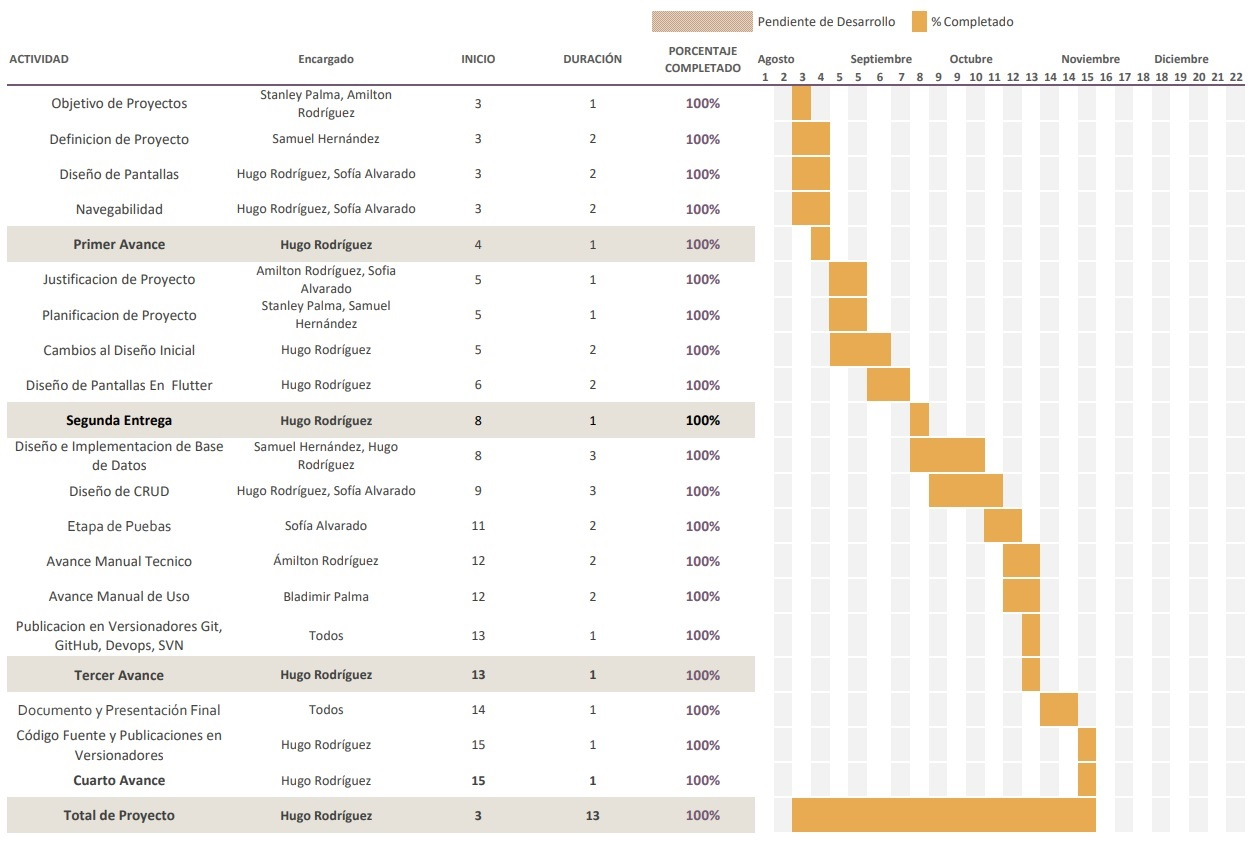 Pendiente de Desarrollo % Completado
ACTIVIDAD Encargado INICIO DURACIÓN PORCENTAJE COMPLETADO Agosto Septiembre Octubre Noviembre Diciembre
1 2 3 4 5 5 6 7 8 9 9 10 11 12 13 14 14 15 16 17 18 19 20 21 22
Objetivo de Proyectos Stanley Palma, Amilton Rodríguez 3 1 100%
Definicion de Proyecto Samuel Hernández 3 2 100%
Diseño de Pantallas Hugo Rodríguez, Sofía Alvarado 3 2 100%
Navegabilidad Hugo Rodríguez, Sofía Alvarado 3 2 100%
Primer Avance Hugo Rodríguez 4 1 100%
Justificacion de Proyecto Amilton Rodríguez, Sofia Alvarado 5 1 100%
Planificacion de Proyecto Stanley Palma, Samuel Hernández 5 1 100%
Cambios al Diseño Inicial Hugo Rodríguez 5 2 100%
Diseño de Pantallas En Flutter Hugo Rodríguez 6 2 100%
Segunda Entrega Hugo Rodríguez 8 1 100%
Diseño e Implementacion de Base de Datos Samuel Hernández, Hugo Rodríguez 8 3 100%
Diseño de CRUD Hugo Rodríguez, Sofía Alvarado 9 3 100%
Etapa de Puebas Sofía Alvarado 11 2 100%
Avance Manual Tecnico Ámilton Rodríguez 12 2 100%
Avance Manual de Uso Bladimir Palma 12 2 100%
Publicacion en Versionadores Git, GitHub, Devops, SVN Todos 13 1 100%
Tercer Avance Hugo Rodríguez 13 1 100%
Documento y Presentación Final Todos 14 1 100%
Código Fuente y Publicaciones en Versionadores Hugo Rodríguez 15 1 100%
Cuarto Avance Hugo Rodríguez 15 1 100%
Total de Proyecto Hugo Rodríguez 3 13 100%